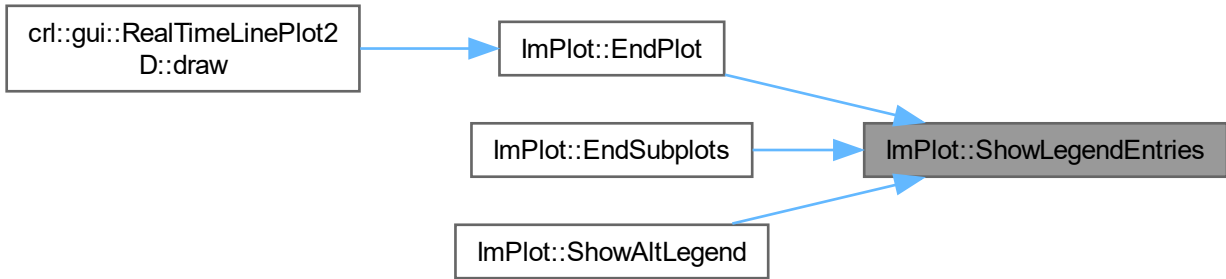 crl::gui::RealTimeLinePlot2
D::draw
ImPlot::EndPlot
ImPlot::EndSubplots
ImPlot::ShowLegendEntries
ImPlot::ShowAltLegend